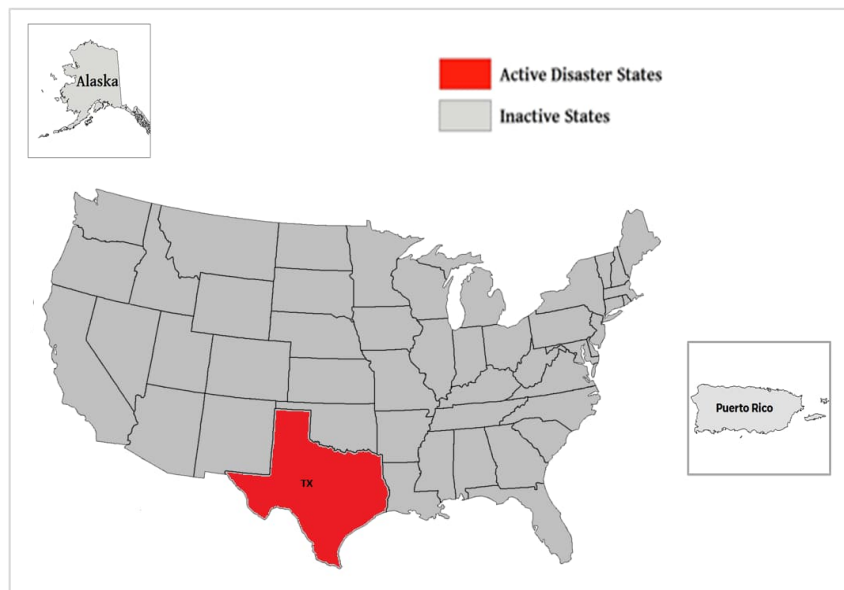 Alaska
Active Disaster States
Inactive States
Puerto Rico
TX